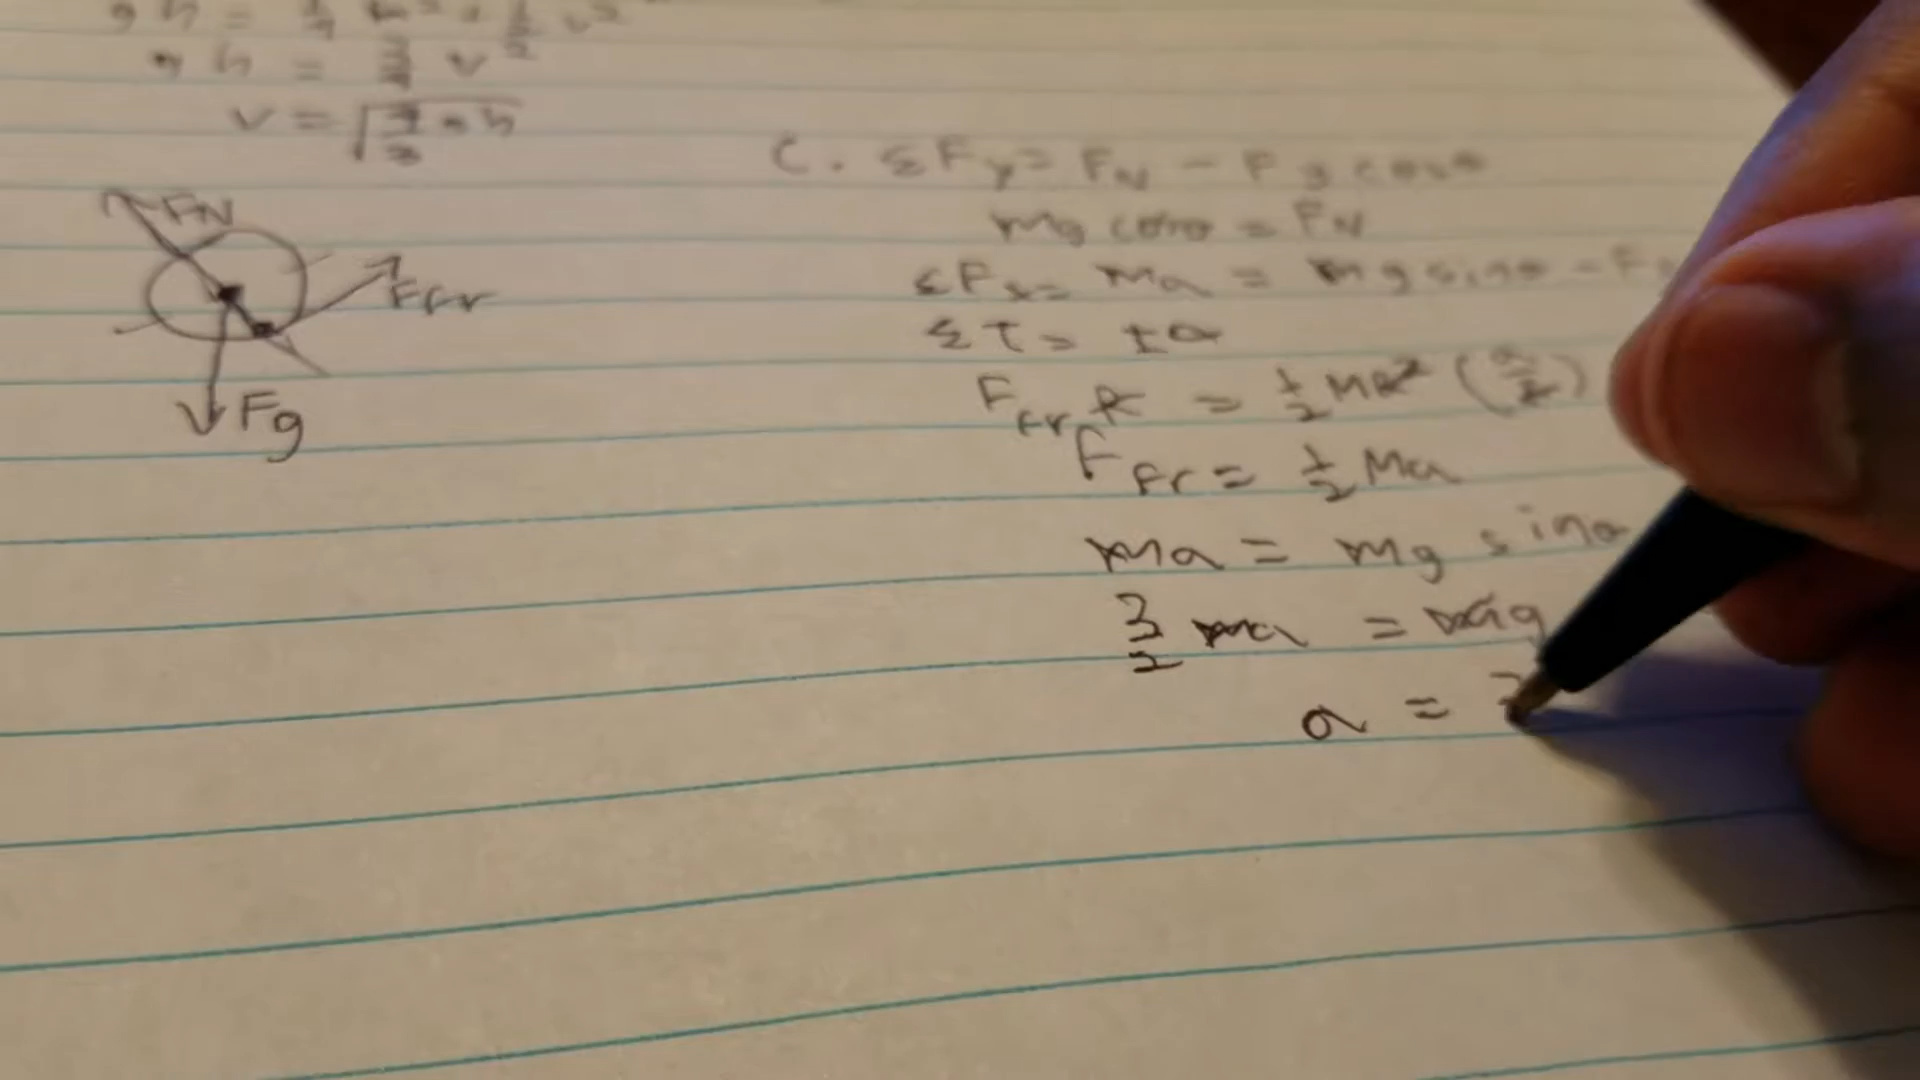 v = √4/3 gh
FN
Ffr
Fg
C. ΣFy = FN - Fg cosθ
mg cosθ = FN
ΣFx = ma = mg sinθ - F
Στ = Iα
Ffr R = 1/2 MR² (a/R)
Ffr = 1/2 Ma
ma = mg sinθ
3/2 ma = mg
a =